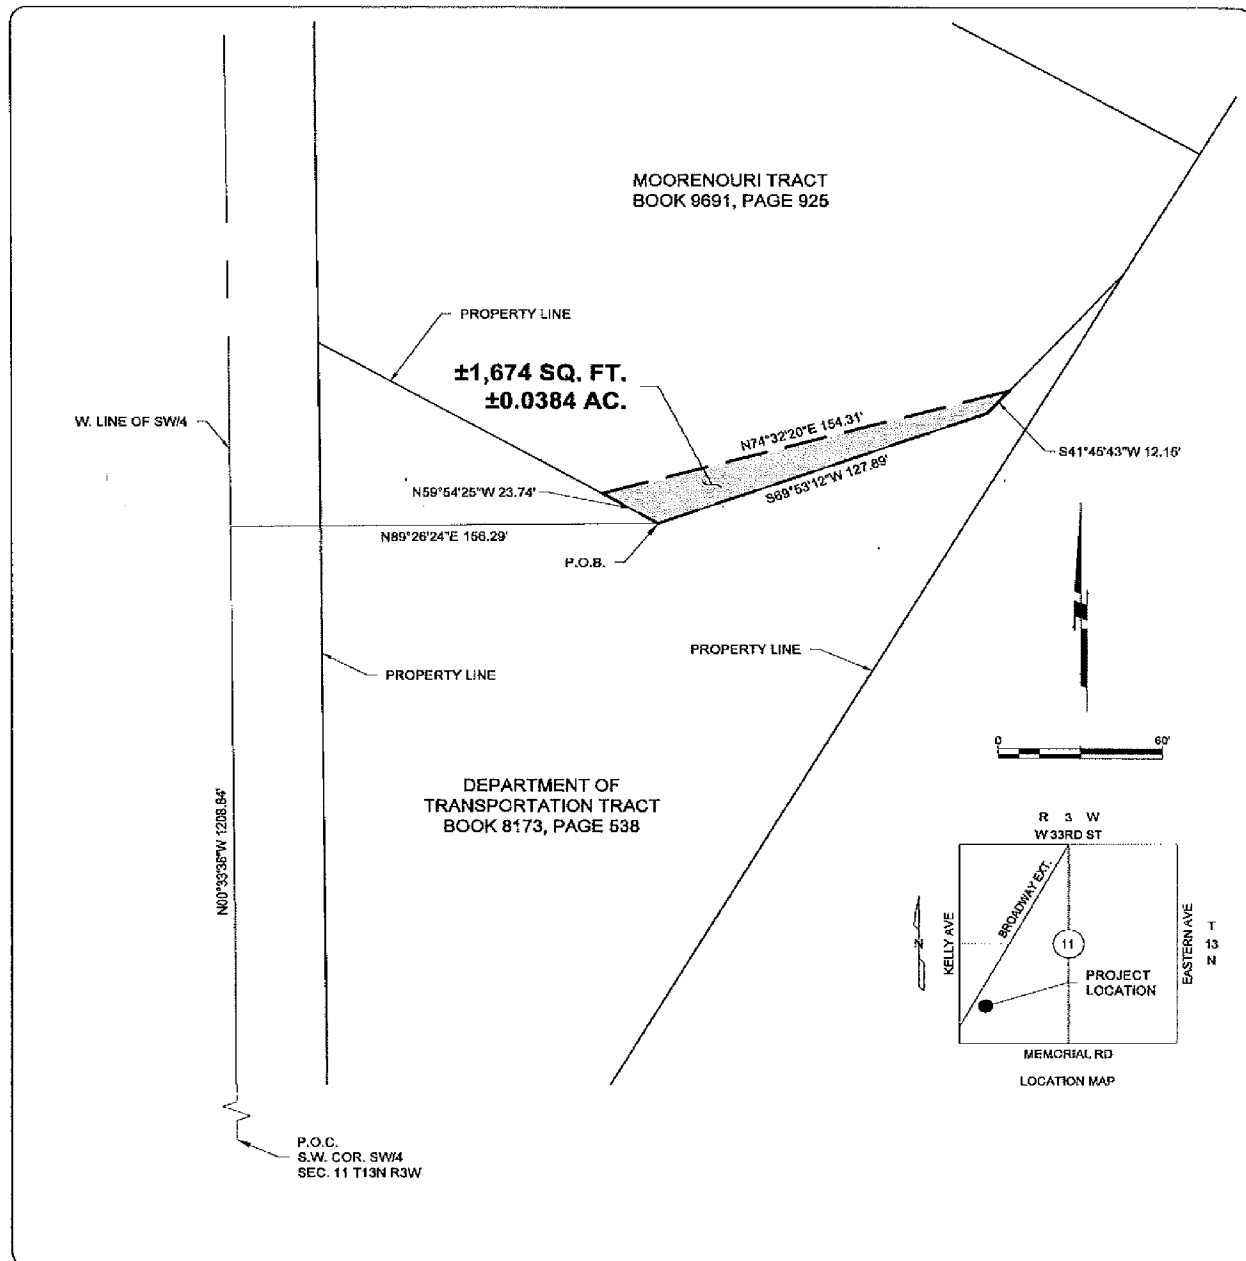 MOORENOURI TRACT
BOOK 9691, PAGE 925
PROPERTY LINE
±1,674 SQ. FT.
±0.0384 AC.
W. LINE OF SW/4
N74°32'20"E 154.31'
S41°45'43"W 12.16'
N59°54'25"W 23.74'
S69°53'12"W 127.89'
N89°26'24"E 156.29'
P.O.B.
PROPERTY LINE
PROPERTY LINE
0 60'
DEPARTMENT OF
TRANSPORTATION TRACT
BOOK 8173, PAGE 538
N00°33'36"W 1208.84'
R 3 W
W 33RD ST
BROADWAY EXT.
KELLY AVE
N
11
EASTERN AVE
T
13
N
PROJECT
LOCATION
MEMORIAL RD
LOCATION MAP
P.O.C.
S.W. COR. SW/4
SEC. 11 T13N R3W